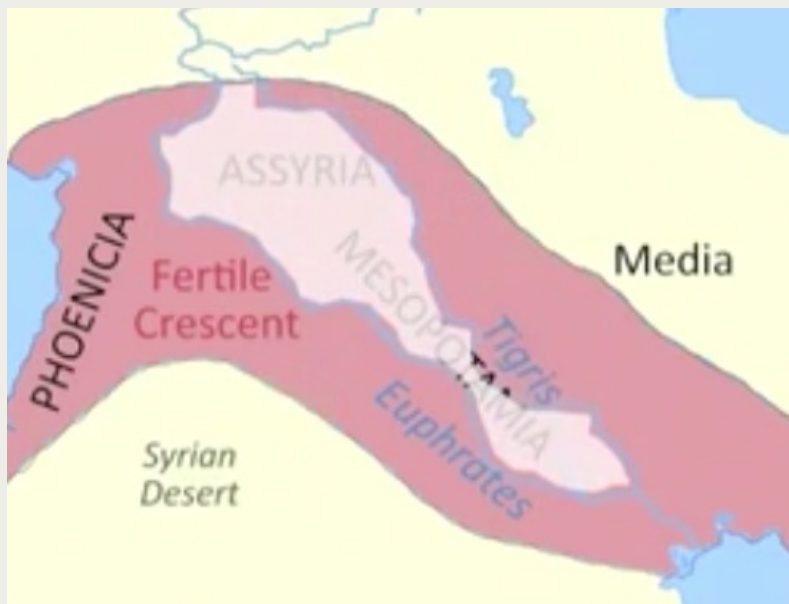 ASSYRIA
MESOPOTAMIA
Media
PHOENICIA
Fertile
Crescent
Tigris
Euphrates
Syrian
Desert